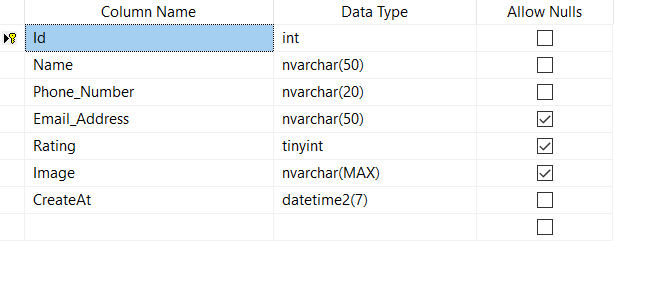 Column Name Data Type Allow Nulls
Id int
Name nvarchar(50)
Phone_Number nvarchar(20)
Email_Address nvarchar(50)
Rating tinyint
Image nvarchar(MAX)
CreateAt datetime2(7)